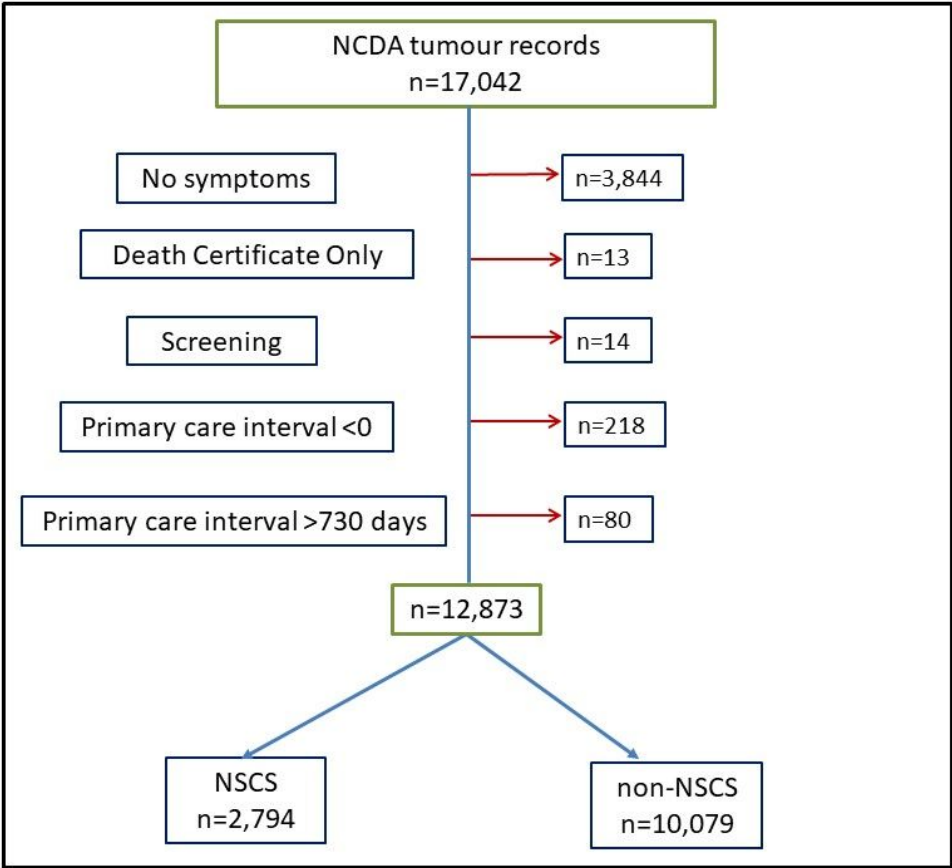 NCDA tumour records
n=17,042
No symptoms
n=3,844
Death Certificate Only
n=13
Screening
n=14
Primary care interval <0
n=218
Primary care interval >730 days
n=80
n=12,873
NSCS
n=2,794
non-NSCS
n=10,079